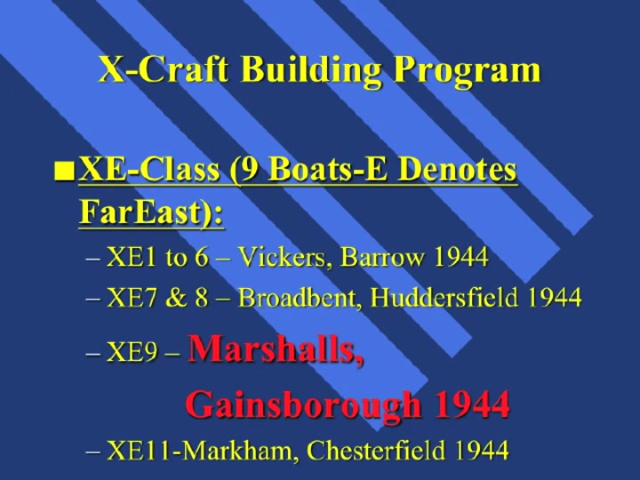 X-Craft Building Program
XE-Class (9 Boats-E Denotes
FarEast):
– XE1 to 6 – Vickers, Barrow 1944
– XE7 & 8 – Broadbent, Huddersfield 1944
– XE9 – Marshalls,
Gainsborough 1944
– XE11-Markham, Chesterfield 1944